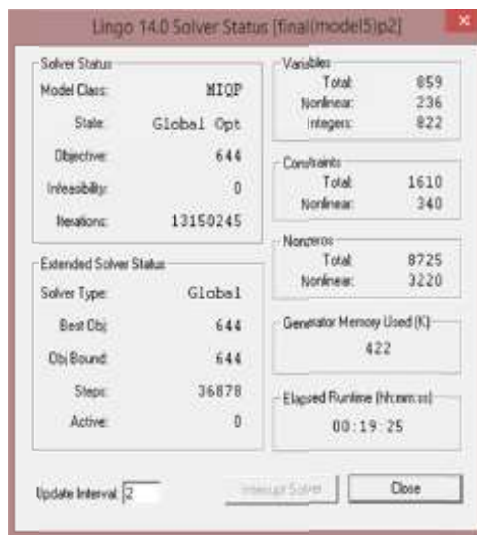 Lingo 14.0 Solver Status [final(model5)p2]
Solver Status
Model Class: MIQP
State: Global Opt
Objective: 644
Infeasibility: 0
Iterations: 13150245
Extended Solver Status
Solver Type: Global
Best Obj: 644
Obj Bound: 644
Steps: 36878
Active: 0
Variables
Total: 859
Nonlinear: 236
Integers: 822
Constraints
Total: 1610
Nonlinear: 340
Nonzeros
Total: 8725
Nonlinear: 3220
Generator Memory Used (K)
422
Elapsed Runtime (hh:mm:ss)
00:19:25
Update Interval: 2
Interrupt Solver
Close